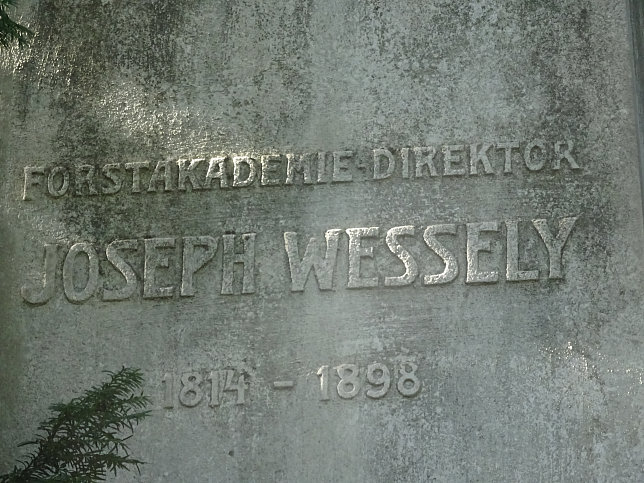 FORSTAKADEMIE-DIREKTOR
JOSEPH WESSELY
1814 - 1898